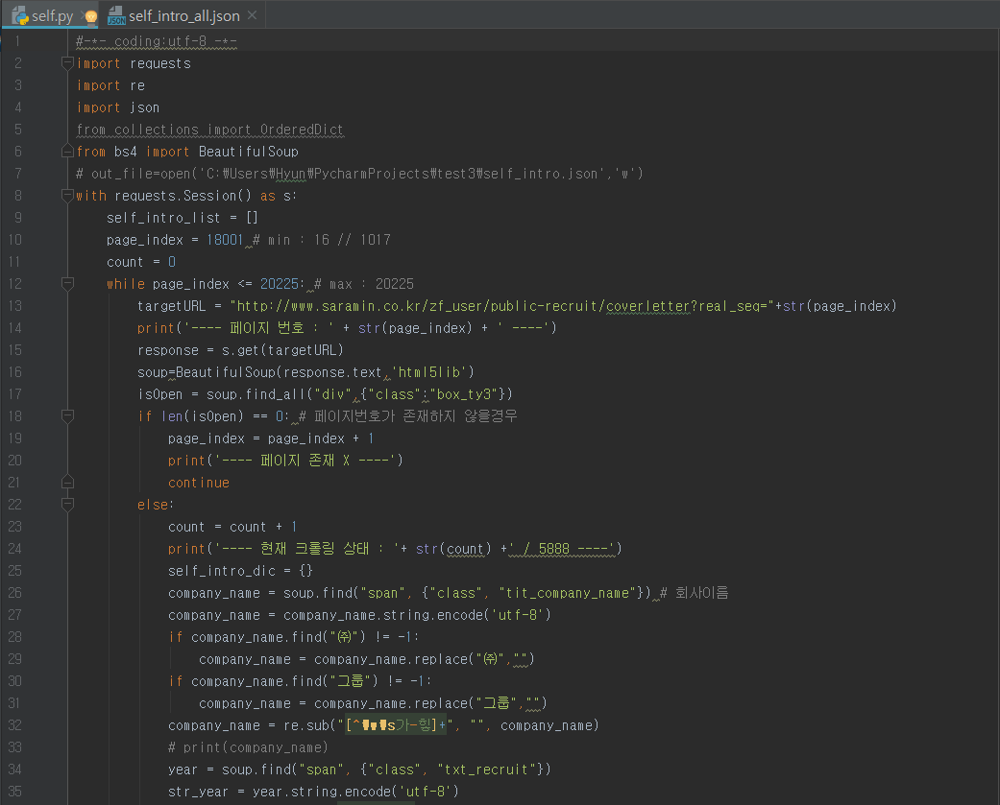 self.py
JSON self_intro_all.json
1 #-*- coding:utf-8 -*-
2 import requests
3 import re
4 import json
5 from collections import OrderedDict
6 from bs4 import BeautifulSoup
7 # out_file=open('C:₩Users₩Hyun₩PycharmProjects₩test3₩self_intro.json','w')
8 with requests.Session() as s:
9 self_intro_list = []
10 page_index = 18001 # min : 16 // 1017
11 count = 0
12 while page_index <= 20225: # max : 20225
13 targetURL = "http://www.saramin.co.kr/zf_user/public-recruit/coverletter?real_seq="+str(page_index)
14 print('---- 페이지 번호 : ' + str(page_index) + ' ----')
15 response = s.get(targetURL)
16 soup=BeautifulSoup(response.text,'html5lib')
17 isOpen = soup.find_all("div",{"class":"box_ty3"})
18 if len(isOpen) == 0: # 페이지번호가 존재하지 않을경우
19 page_index = page_index + 1
20 print('---- 페이지 존재 X ----')
21 continue
22 else:
23 count = count + 1
24 print('---- 현재 크롤링 상태 : '+ str(count) +' / 5888 ----')
25 self_intro_dic = {}
26 company_name = soup.find("span", {"class", "tit_company_name"}) # 회사이름
27 company_name = company_name.string.encode('utf-8')
28 if company_name.find("㈜") != -1:
29 company_name = company_name.replace("㈜","")
30 if company_name.find("그룹") != -1:
31 company_name = company_name.replace("그룹","")
32 company_name = re.sub("[^₩w₩s가-힣]+", "", company_name)
33 # print(company_name)
34 year = soup.find("span", {"class", "txt_recruit"})
35 str_year = year.string.encode('utf-8')